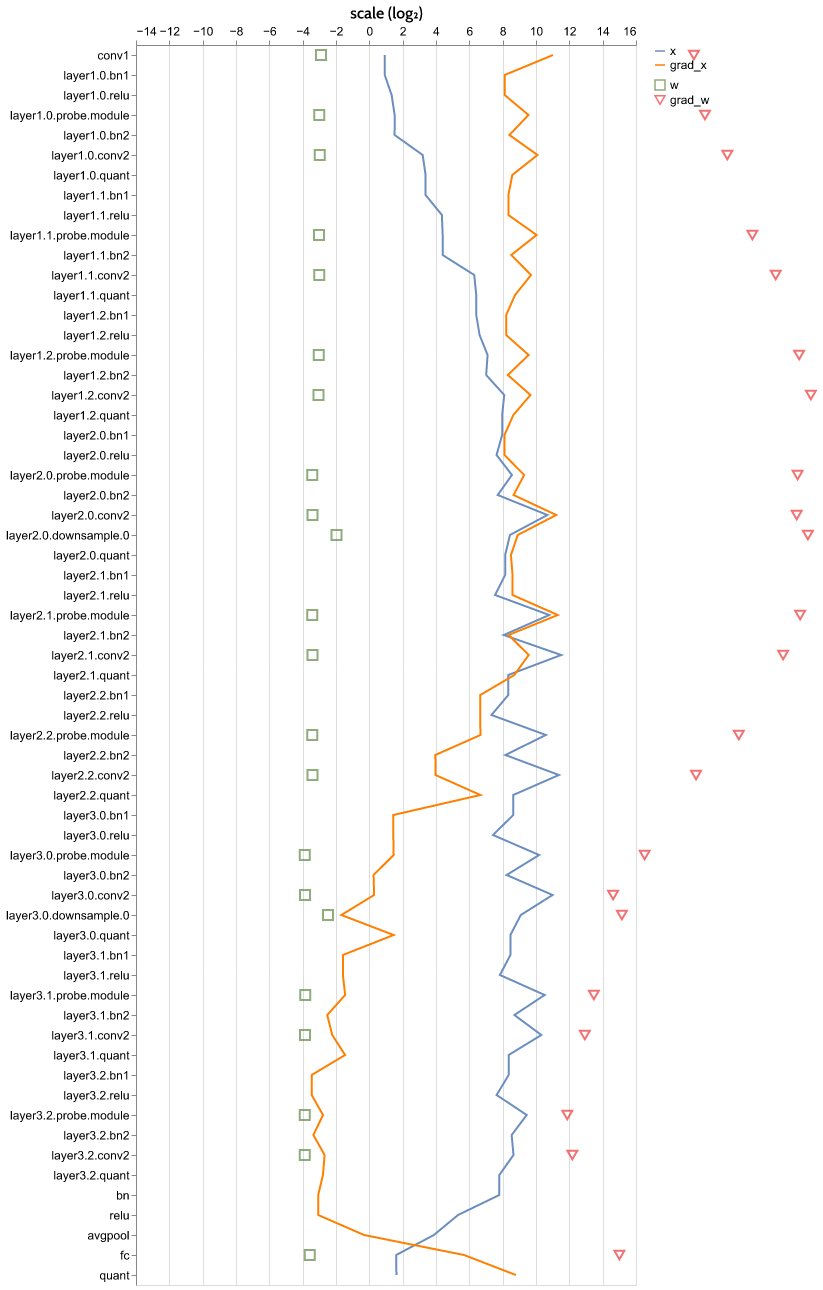 scale (log₂)
−14 −12 −10 −8 −6 −4 −2 0 2 4 6 8 10 12 14 16
conv1
layer1.0.bn1
layer1.0.relu
layer1.0.probe.module
layer1.0.bn2
layer1.0.conv2
layer1.0.quant
layer1.1.bn1
layer1.1.relu
layer1.1.probe.module
layer1.1.bn2
layer1.1.conv2
layer1.1.quant
layer1.2.bn1
layer1.2.relu
layer1.2.probe.module
layer1.2.bn2
layer1.2.conv2
layer1.2.quant
layer2.0.bn1
layer2.0.relu
layer2.0.probe.module
layer2.0.bn2
layer2.0.conv2
layer2.0.downsample.0
layer2.0.quant
layer2.1.bn1
layer2.1.relu
layer2.1.probe.module
layer2.1.bn2
layer2.1.conv2
layer2.1.quant
layer2.2.bn1
layer2.2.relu
layer2.2.probe.module
layer2.2.bn2
layer2.2.conv2
layer2.2.quant
layer3.0.bn1
layer3.0.relu
layer3.0.probe.module
layer3.0.bn2
layer3.0.conv2
layer3.0.downsample.0
layer3.0.quant
layer3.1.bn1
layer3.1.relu
layer3.1.probe.module
layer3.1.bn2
layer3.1.conv2
layer3.1.quant
layer3.2.bn1
layer3.2.relu
layer3.2.probe.module
layer3.2.bn2
layer3.2.conv2
layer3.2.quant
bn
relu
avgpool
fc
quant
x
grad_x
w
grad_w